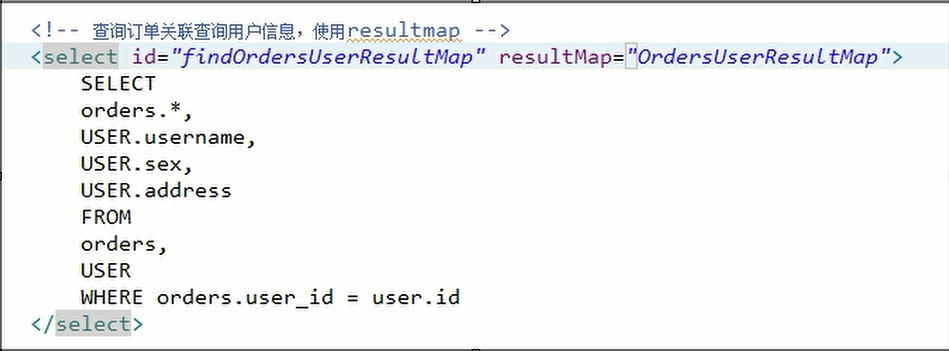 <!-- 查询订单关联查询用户信息，使用resultmap -->
<select id="findOrdersUserResultMap" resultMap="OrdersUserResultMap">
SELECT
orders.*,
USER.username,
USER.sex,
USER.address
FROM
orders,
USER
WHERE orders.user_id = user.id
</select>